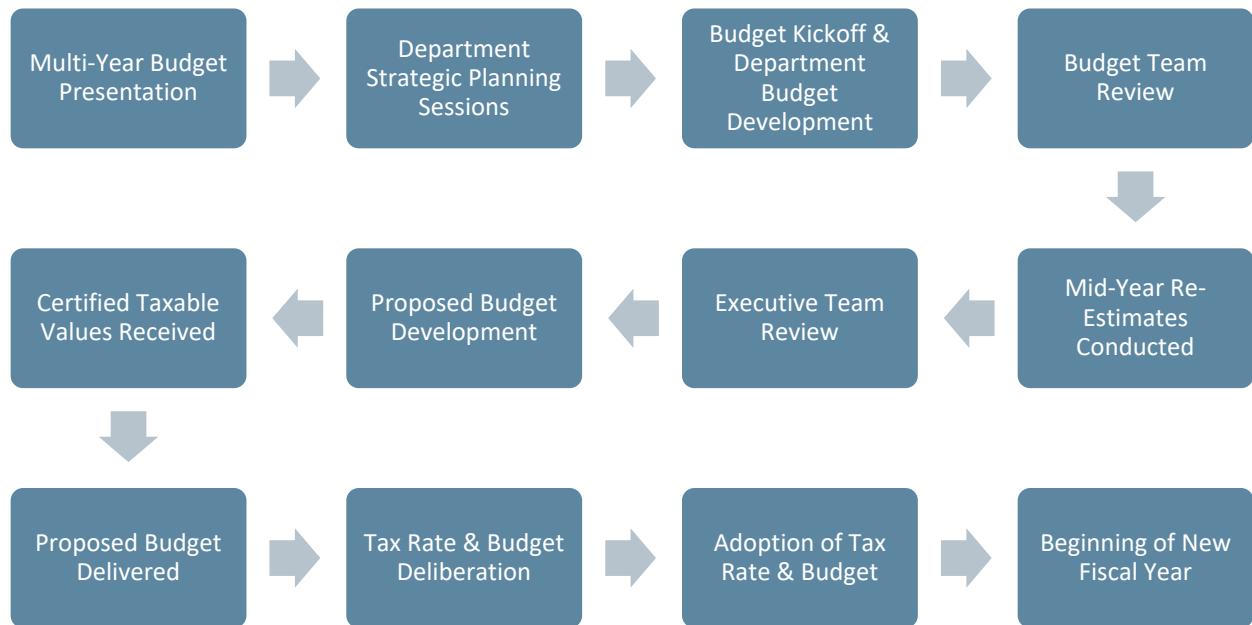 Multi-Year Budget
Presentation
Department
Strategic Planning
Sessions
Budget Kickoff &
Department
Budget
Development
Budget Team
Review
Mid-Year Re-
Estimates
Conducted
Executive Team
Review
Proposed Budget
Development
Certified Taxable
Values Received
Proposed Budget
Delivered
Tax Rate & Budget
Deliberation
Adoption of Tax
Rate & Budget
Beginning of New
Fiscal Year